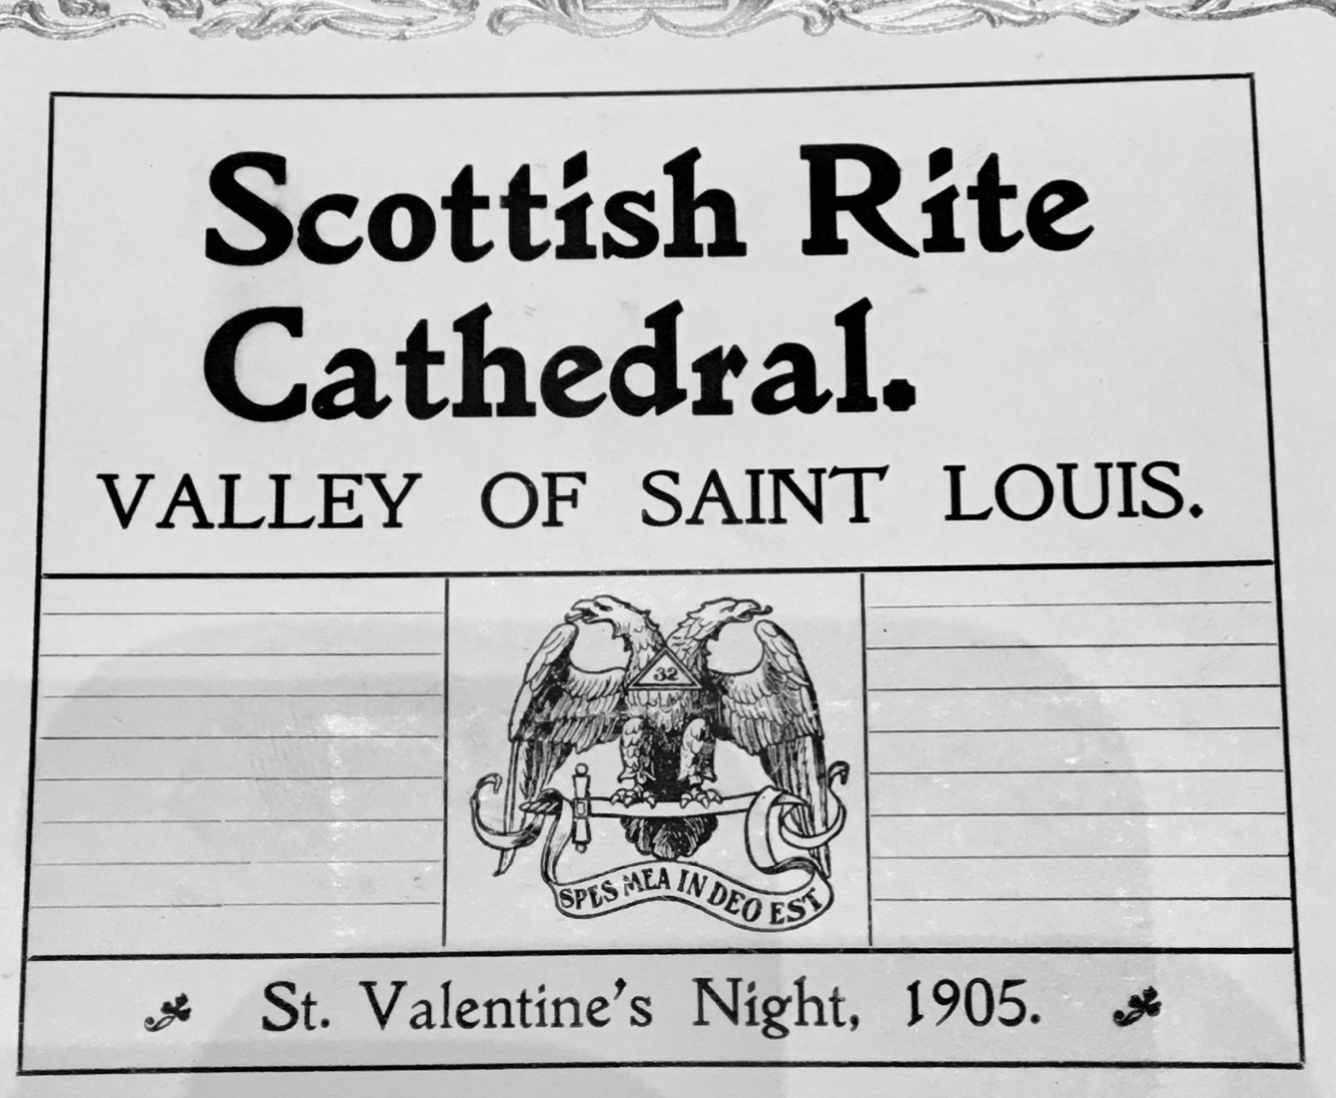 Scottish Rite
Cathedral.
VALLEY OF SAINT LOUIS.
32
SPES MEA IN DEO EST
St. Valentine's Night, 1905.